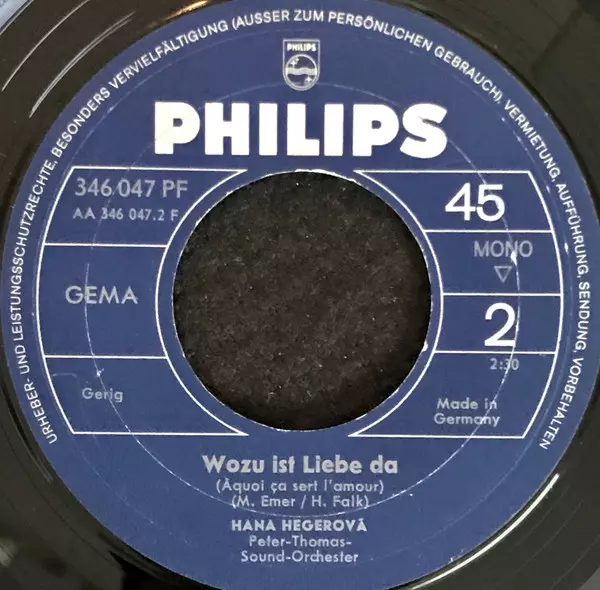 URHEBER- UND LEISTUNGSSCHUTZRECHTE, BESONDERS VERVIELFÄLTIGUNG (AUSSER ZUM PERSÖNLICHEN GEBRAUCH), VERMIETUNG, AUFFÜHRUNG, SENDUNG, VORBEHALTEN
PHILIPS
PHILIPS
346 047 PF
AA 346 047.2 F
45
MONO
GEMA
2
2:30
Gerig
Made in
Germany
Wozu ist Liebe da
(Àquoi ça sert l'amour)
(M. Emer / H. Falk)
HANA HEGEROVÁ
Peter-Thomas-
Sound-Orchester